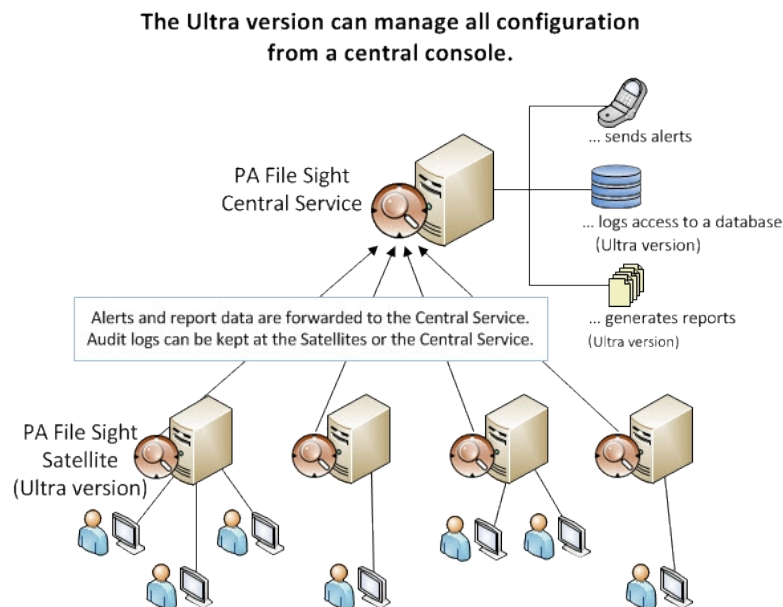 The Ultra version can manage all configuration
from a central console.
PA File Sight
Central Service
... sends alerts
... logs access to a database
(Ultra version)
... generates reports
(Ultra version)
Alerts and report data are forwarded to the Central Service.
Audit logs can be kept at the Satellites or the Central Service.
PA File Sight
Satellite
(Ultra version)